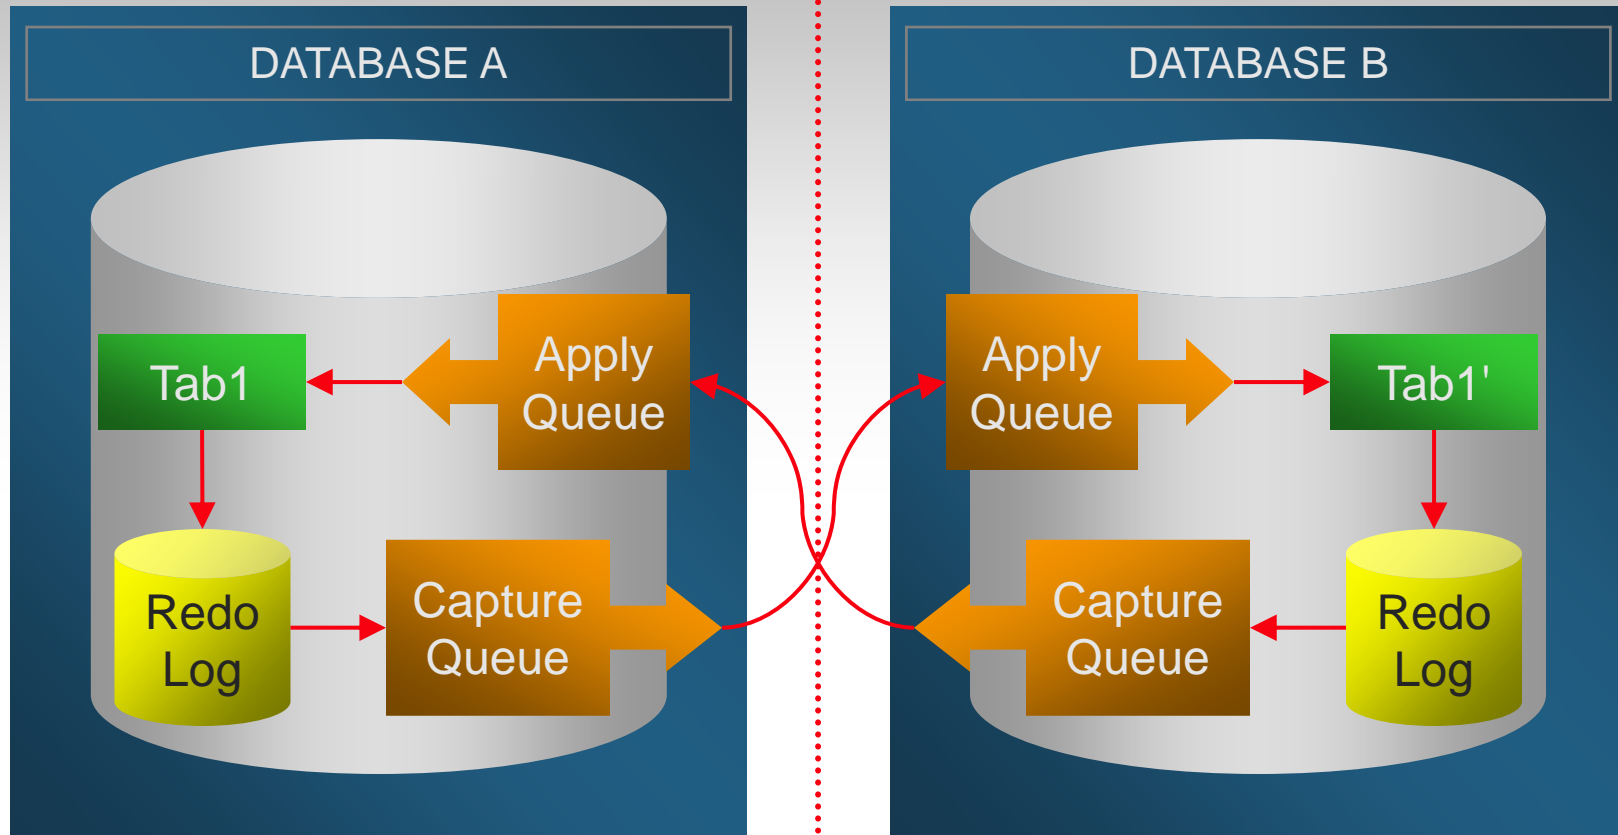 DATABASE A
Tab1
Apply
Queue
Redo
Log
Capture
Queue
DATABASE B
Apply
Queue
Tab1'
Capture
Queue
Redo
Log